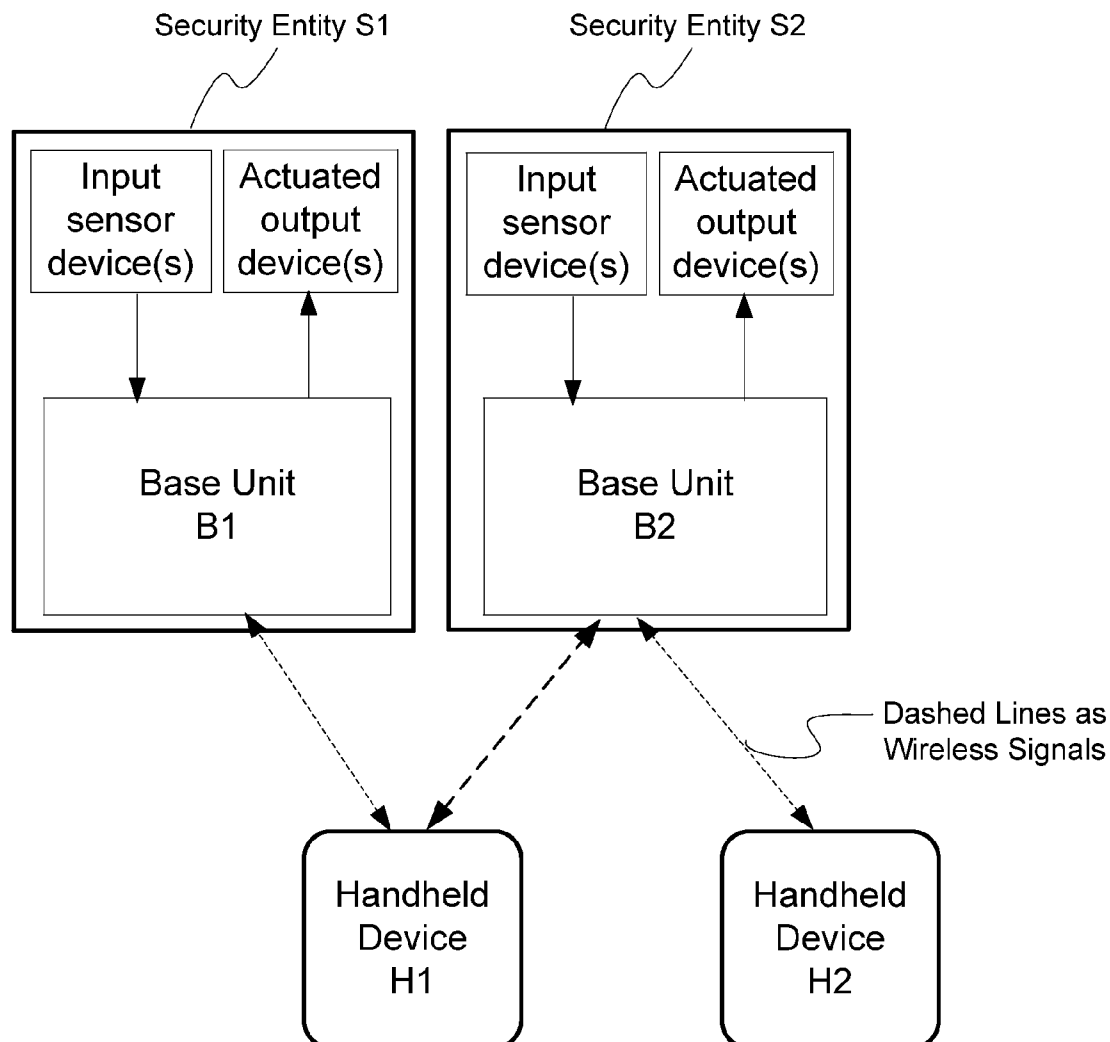 Security Entity S1
Security Entity S2
Input
sensor
device(s)
Actuated
output
device(s)
Input
sensor
device(s)
Actuated
output
device(s)
Base Unit
B1
Base Unit
B2
Dashed Lines as
Wireless Signals
Handheld
Device
H1
Handheld
Device
H2